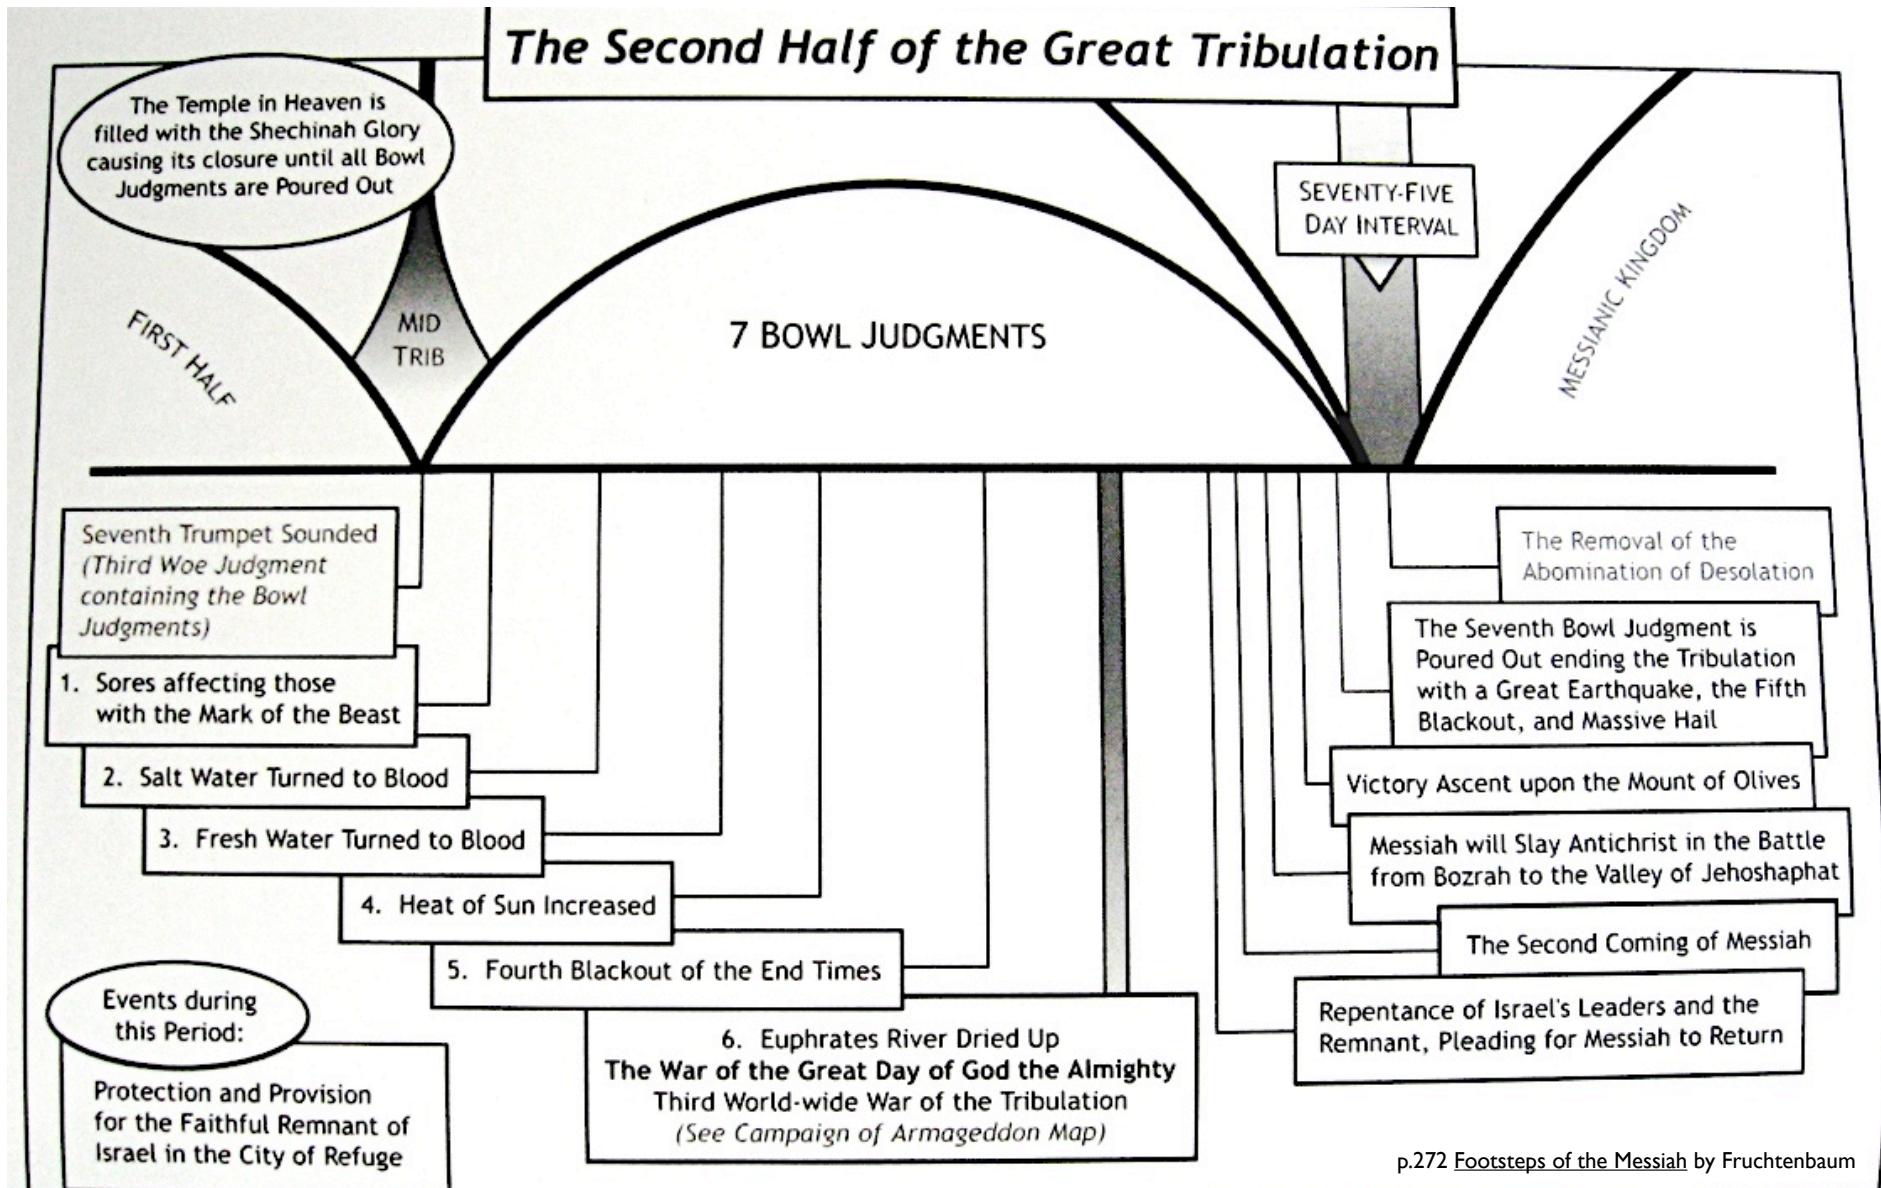 The Second Half of the Great Tribulation
The Temple in Heaven is
filled with the Shechinah Glory
causing its closure until all Bowl
Judgments are Poured Out
SEVENTY-FIVE
DAY INTERVAL
FIRST HALF
MID
TRIB
7 BOWL JUDGMENTS
MESSIANIC KINGDOM
Seventh Trumpet Sounded
(Third Woe Judgment
containing the Bowl
Judgments)
1. Sores affecting those
with the Mark of the Beast
2. Salt Water Turned to Blood
3. Fresh Water Turned to Blood
4. Heat of Sun Increased
5. Fourth Blackout of the End Times
6. Euphrates River Dried Up
The War of the Great Day of God the Almighty
Third World-wide War of the Tribulation
(See Campaign of Armageddon Map)
The Removal of the
Abomination of Desolation
The Seventh Bowl Judgment is
Poured Out ending the Tribulation
with a Great Earthquake, the Fifth
Blackout, and Massive Hail
Victory Ascent upon the Mount of Olives
Messiah will Slay Antichrist in the Battle
from Bozrah to the Valley of Jehoshaphat
The Second Coming of Messiah
Repentance of Israel's Leaders and the
Remnant, Pleading for Messiah to Return
Events during
this Period:
Protection and Provision
for the Faithful Remnant of
Israel in the City of Refuge
p.272 Footsteps of the Messiah by Fruchtenbaum